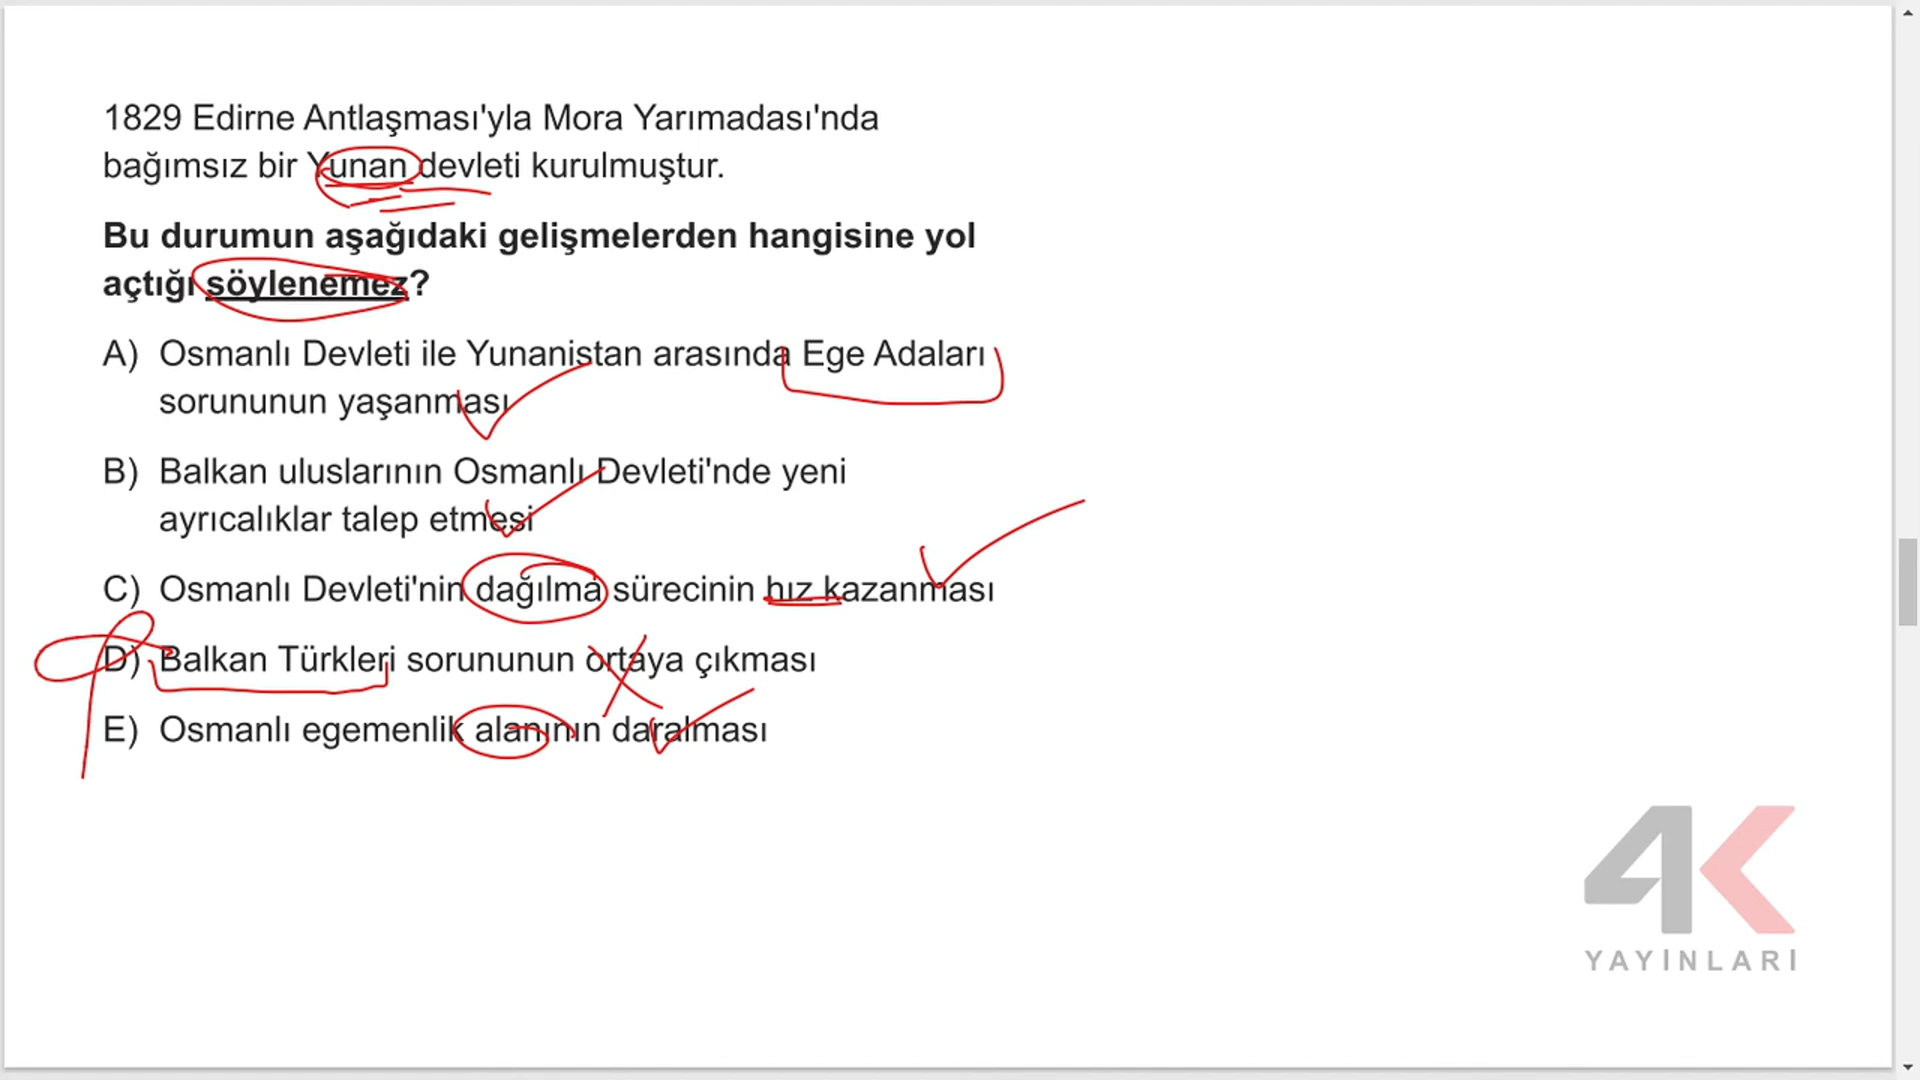 1829 Edirne Antlaşması'yla Mora Yarımadası'nda
bağımsız bir Yunan devleti kurulmuştur.
Bu durumun aşağıdaki gelişmelerden hangisine yol
açtığı söylenemez?
A) Osmanlı Devleti ile Yunanistan arasında Ege Adaları
sorununun yaşanması
B) Balkan uluslarının Osmanlı Devleti'nde yeni
ayrıcalıklar talep etmesi
C) Osmanlı Devleti'nin dağılma sürecinin hız kazanması
D) Balkan Türkleri sorununun ortaya çıkması
E) Osmanlı egemenlik alanının daralması
4K
YAYINLARI